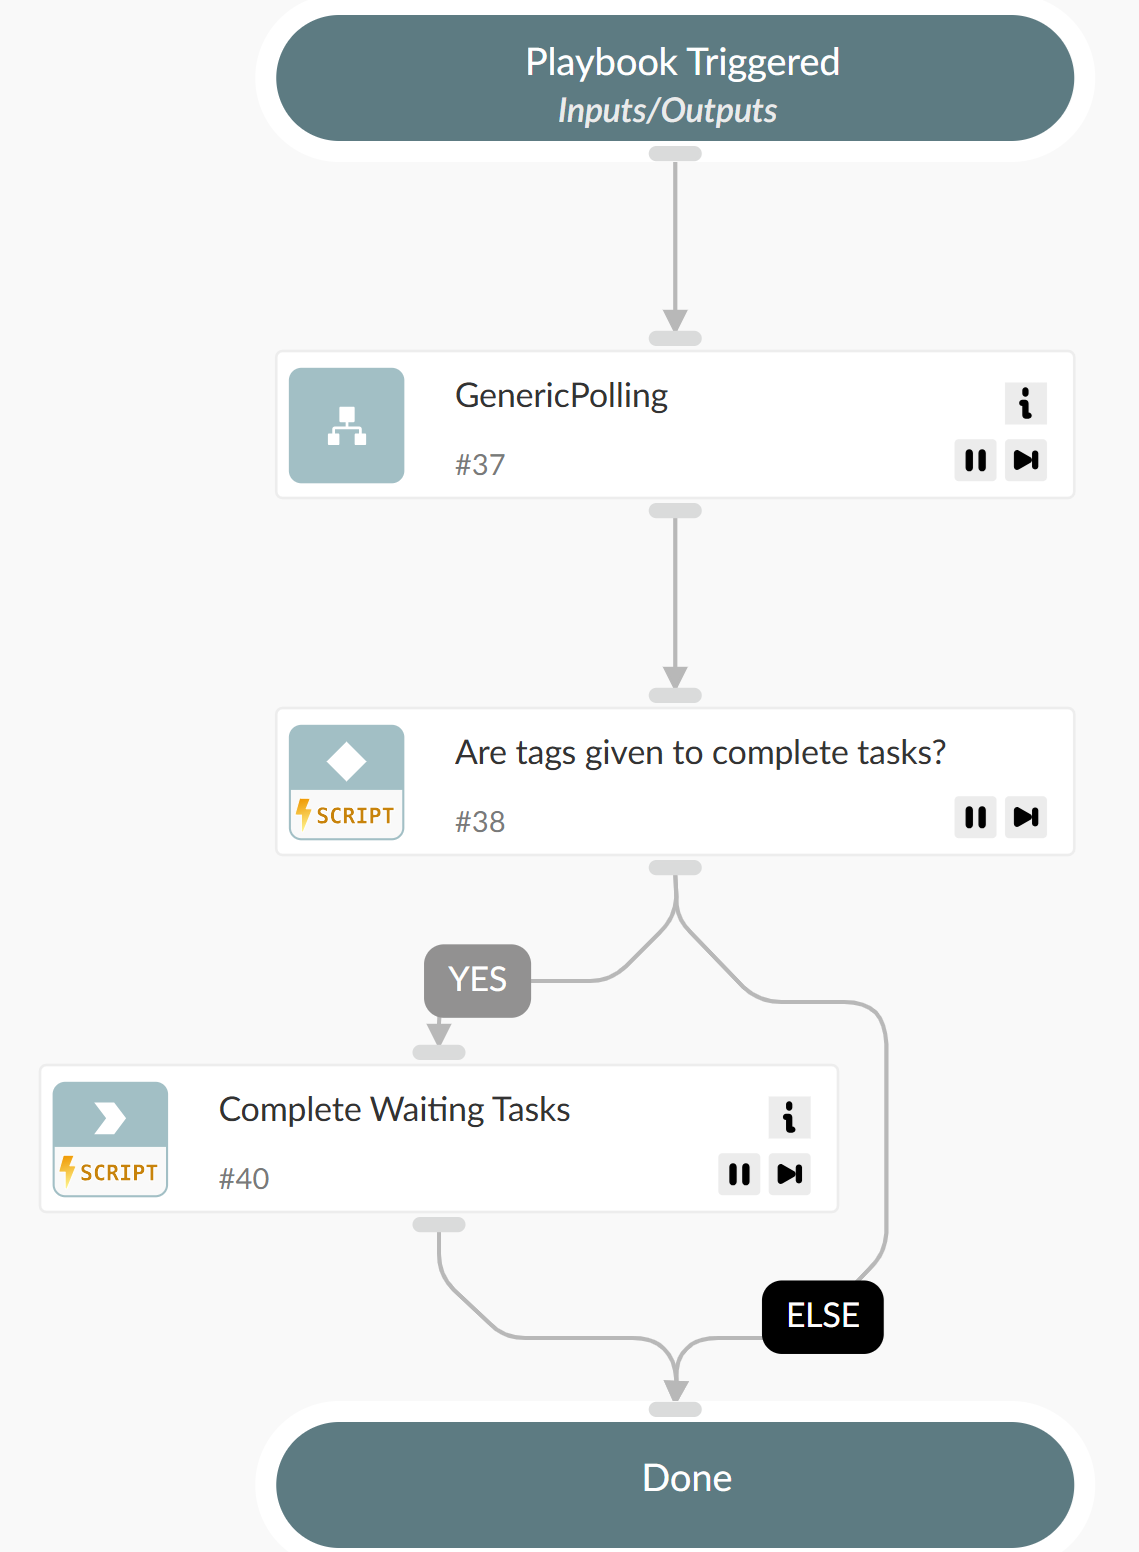 Playbook Triggered
Inputs/Outputs
GenericPolling
#37
Are tags given to complete tasks?
SCRIPT
#38
YES
Complete Waiting Tasks
SCRIPT
#40
ELSE
Done